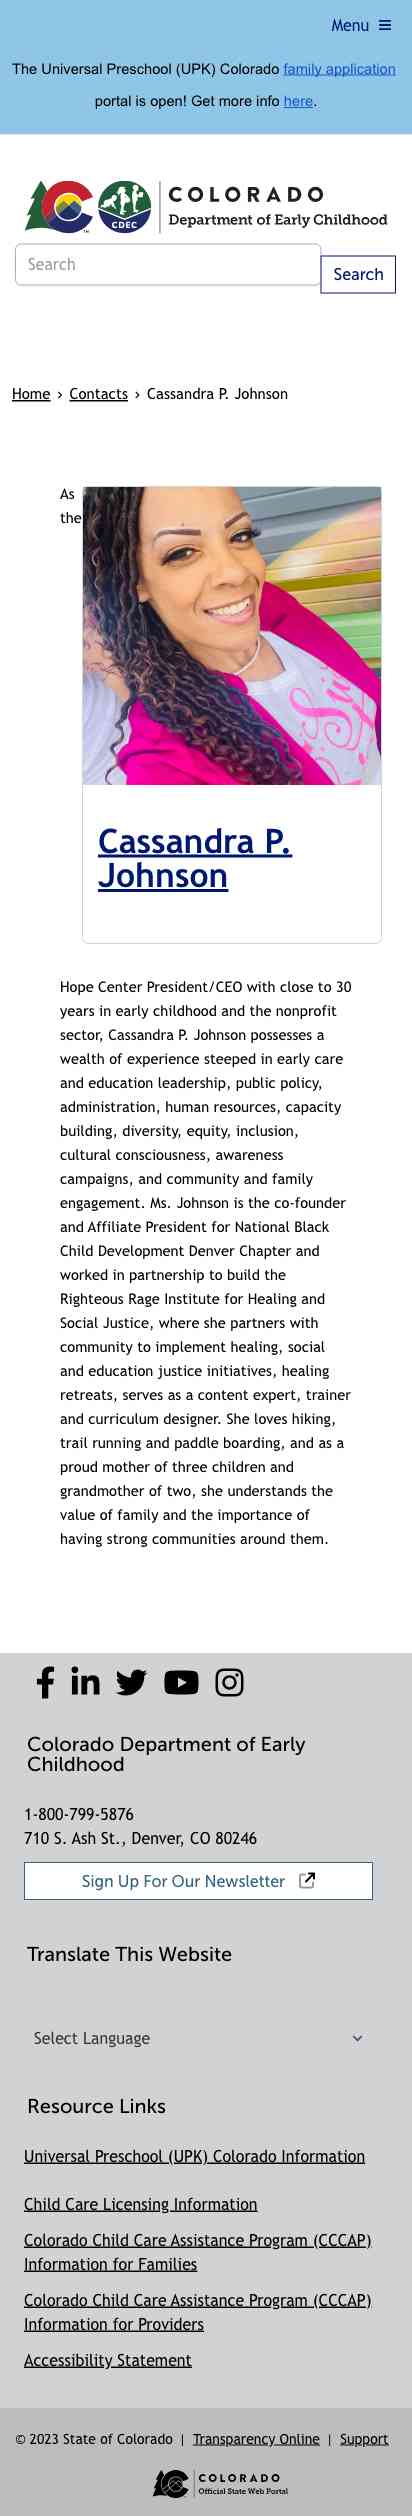 Menu
The Universal Preschool (UPK) Colorado family application
portal is open! Get more info here.
CDEC
TM
COLORADO
Department of Early Childhood
Search
Search
Home › Contacts › Cassandra P. Johnson
As
the
Cassandra P.
Johnson
Hope Center President/CEO with close to 30
years in early childhood and the nonprofit
sector, Cassandra P. Johnson possesses a
wealth of experience steeped in early care
and education leadership, public policy,
administration, human resources, capacity
building, diversity, equity, inclusion,
cultural consciousness, awareness
campaigns, and community and family
engagement. Ms. Johnson is the co-founder
and Affiliate President for National Black
Child Development Denver Chapter and
worked in partnership to build the
Righteous Rage Institute for Healing and
Social Justice, where she partners with
community to implement healing, social
and education justice initiatives, healing
retreats, serves as a content expert, trainer
and curriculum designer. She loves hiking,
trail running and paddle boarding, and as a
proud mother of three children and
grandmother of two, she understands the
value of family and the importance of
having strong communities around them.
Colorado Department of Early
Childhood
1-800-799-5876
710 S. Ash St., Denver, CO 80246
Sign Up For Our Newsletter
Translate This Website
Select Language
Resource Links
Universal Preschool (UPK) Colorado Information
Child Care Licensing Information
Colorado Child Care Assistance Program (CCCAP)
Information for Families
Colorado Child Care Assistance Program (CCCAP)
Information for Providers
Accessibility Statement
© 2023 State of Colorado | Transparency Online | Support
COLORADO
Official State Web Portal